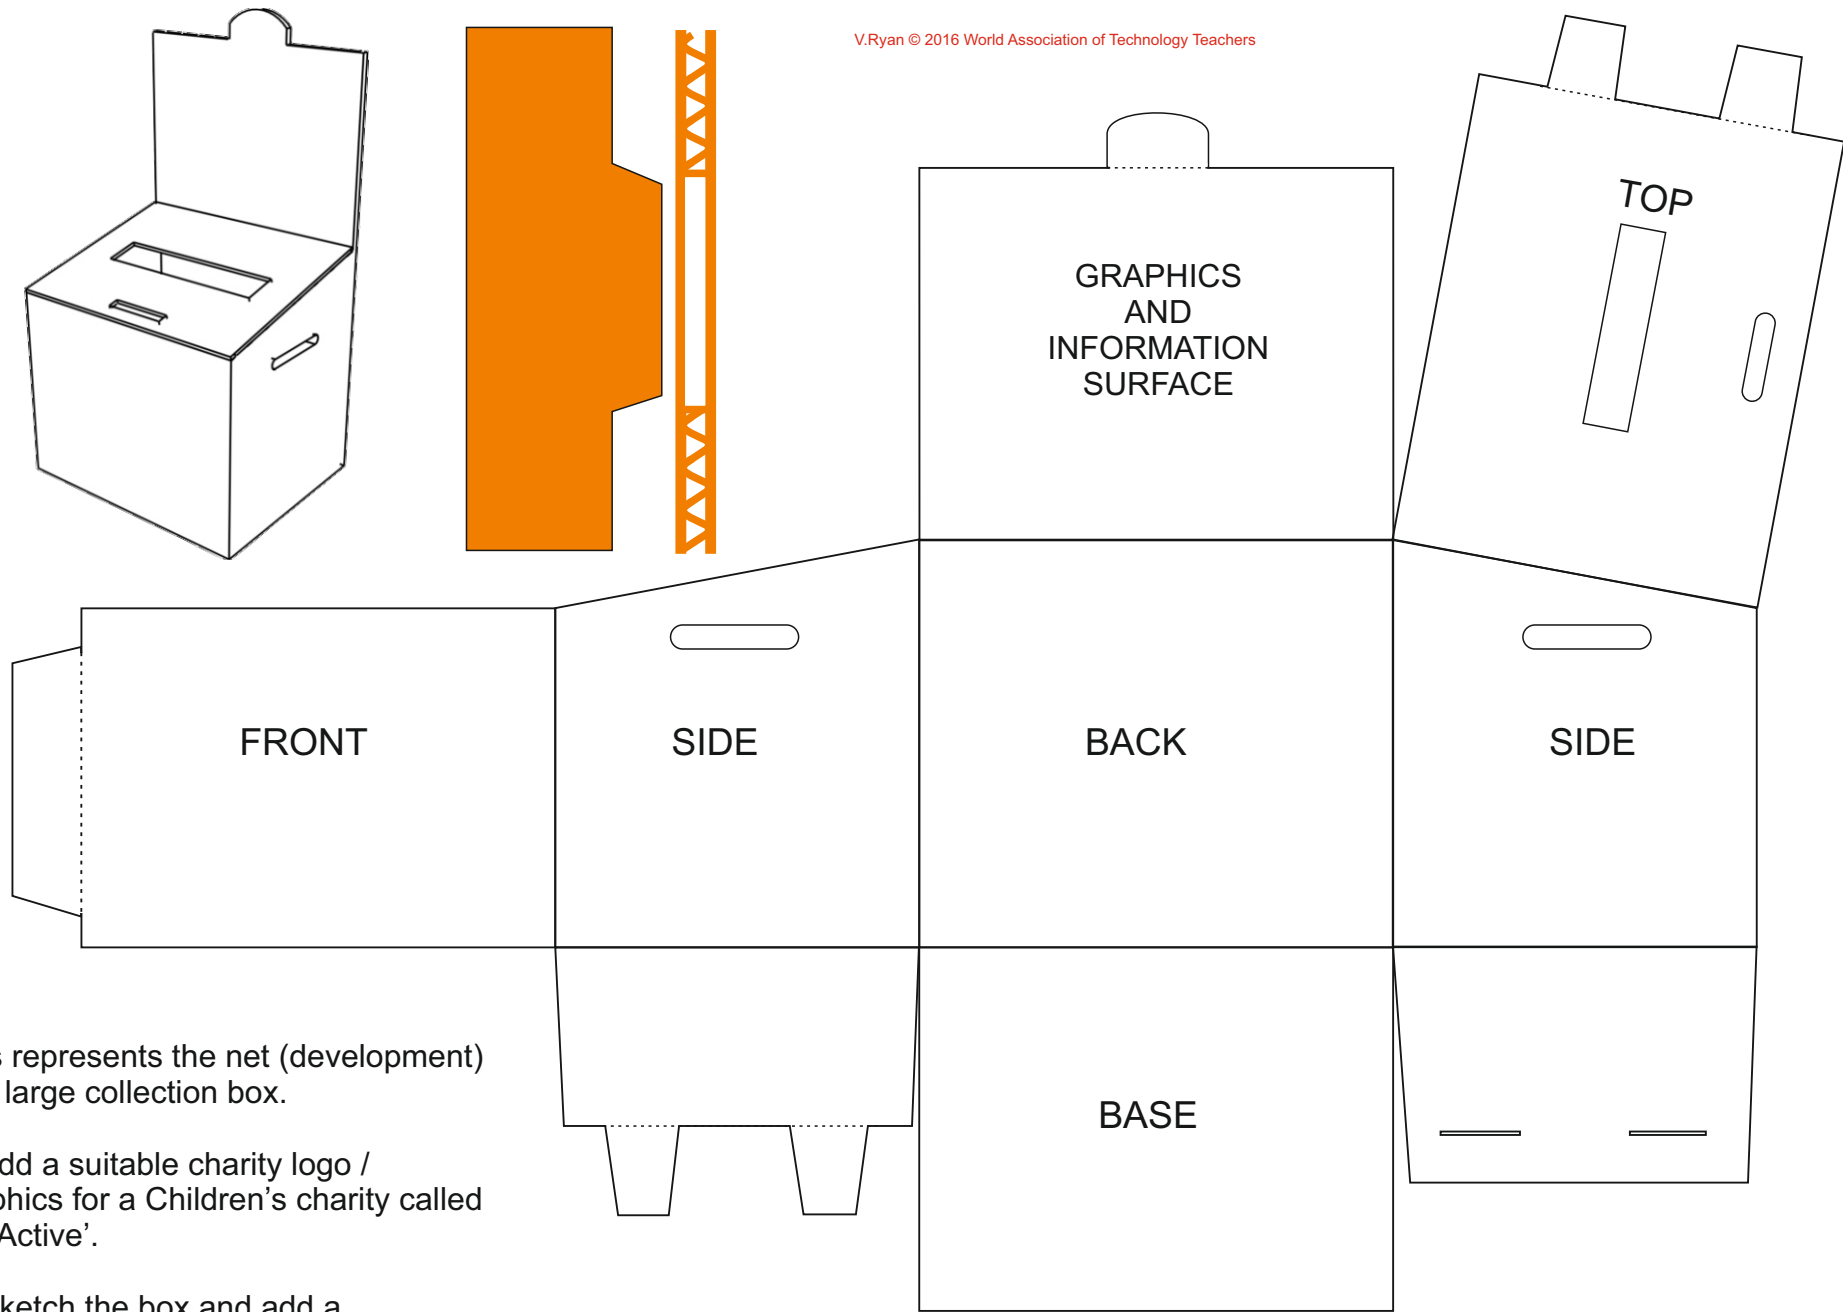 V.Ryan © 2016 World Association of Technology Teachers
TOP
GRAPHICS
AND
INFORMATION
SURFACE
FRONT
SIDE
BACK
SIDE
BASE
s represents the net (development)
large collection box.
dd a suitable charity logo /
phics for a Children’s charity called
Active’.
ketch the box and add a